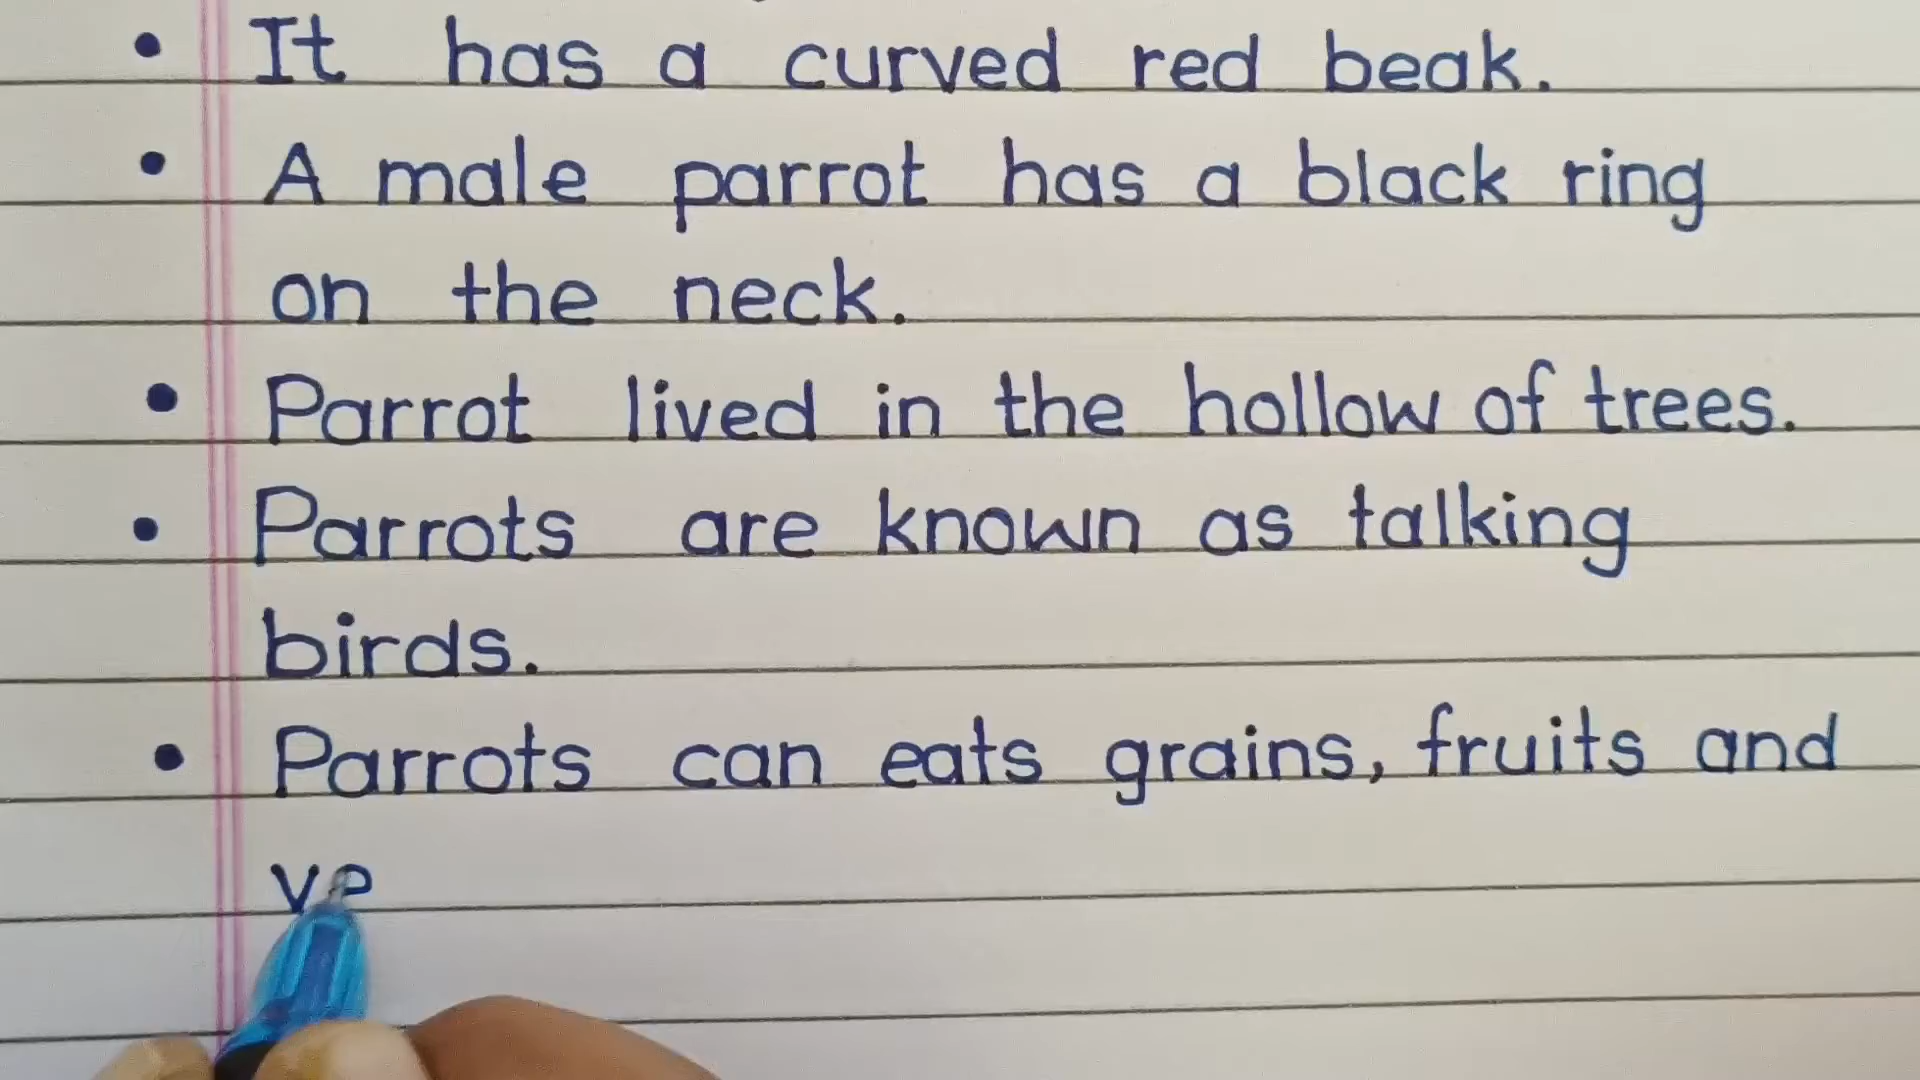 • It has a curved red beak.
• A male parrot has a black ring
on the neck.
• Parrot lived in the hollow of trees.
• Parrots are known as talking
birds.
• Parrots can eats grains, fruits and
ve